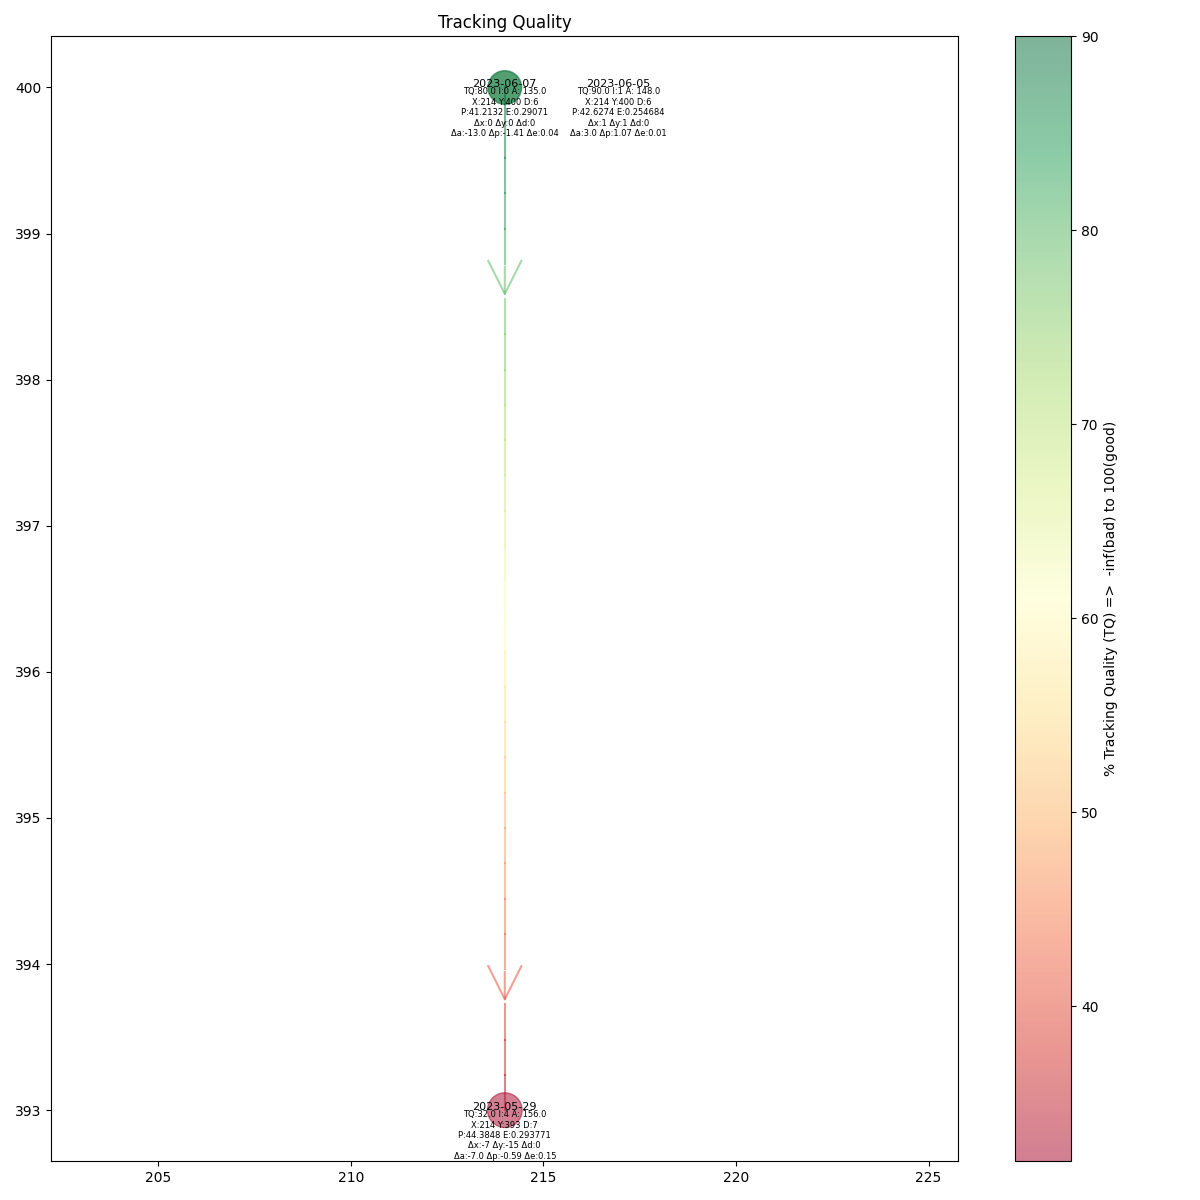 Tracking Quality
2023-06-07
TQ:80.0 I:0 A: 135.0
X:214 Y:400 D:6
P:41.2132 E:0.29071
Δx:0 Δy:0 Δd:0
Δa:-13.0 Δp:-1.41 Δe:0.04
2023-06-05
TQ:90.0 I:1 A: 148.0
X:214 Y:400 D:6
P:42.6274 E:0.254684
Δx:1 Δy:1 Δd:0
Δa:3.0 Δp:1.07 Δe:0.01
2023-05-29
TQ:32.0 I:4 A: 156.0
X:214 Y:393 D:7
P:44.3848 E:0.293771
Δx:-7 Δy:-15 Δd:0
Δa:-7.0 Δp:-0.59 Δe:0.15
400
399
398
397
396
395
394
393
205
210
215
220
225
90
80
70
60
50
40
% Tracking Quality (TQ) =>  -inf(bad) to 100(good)